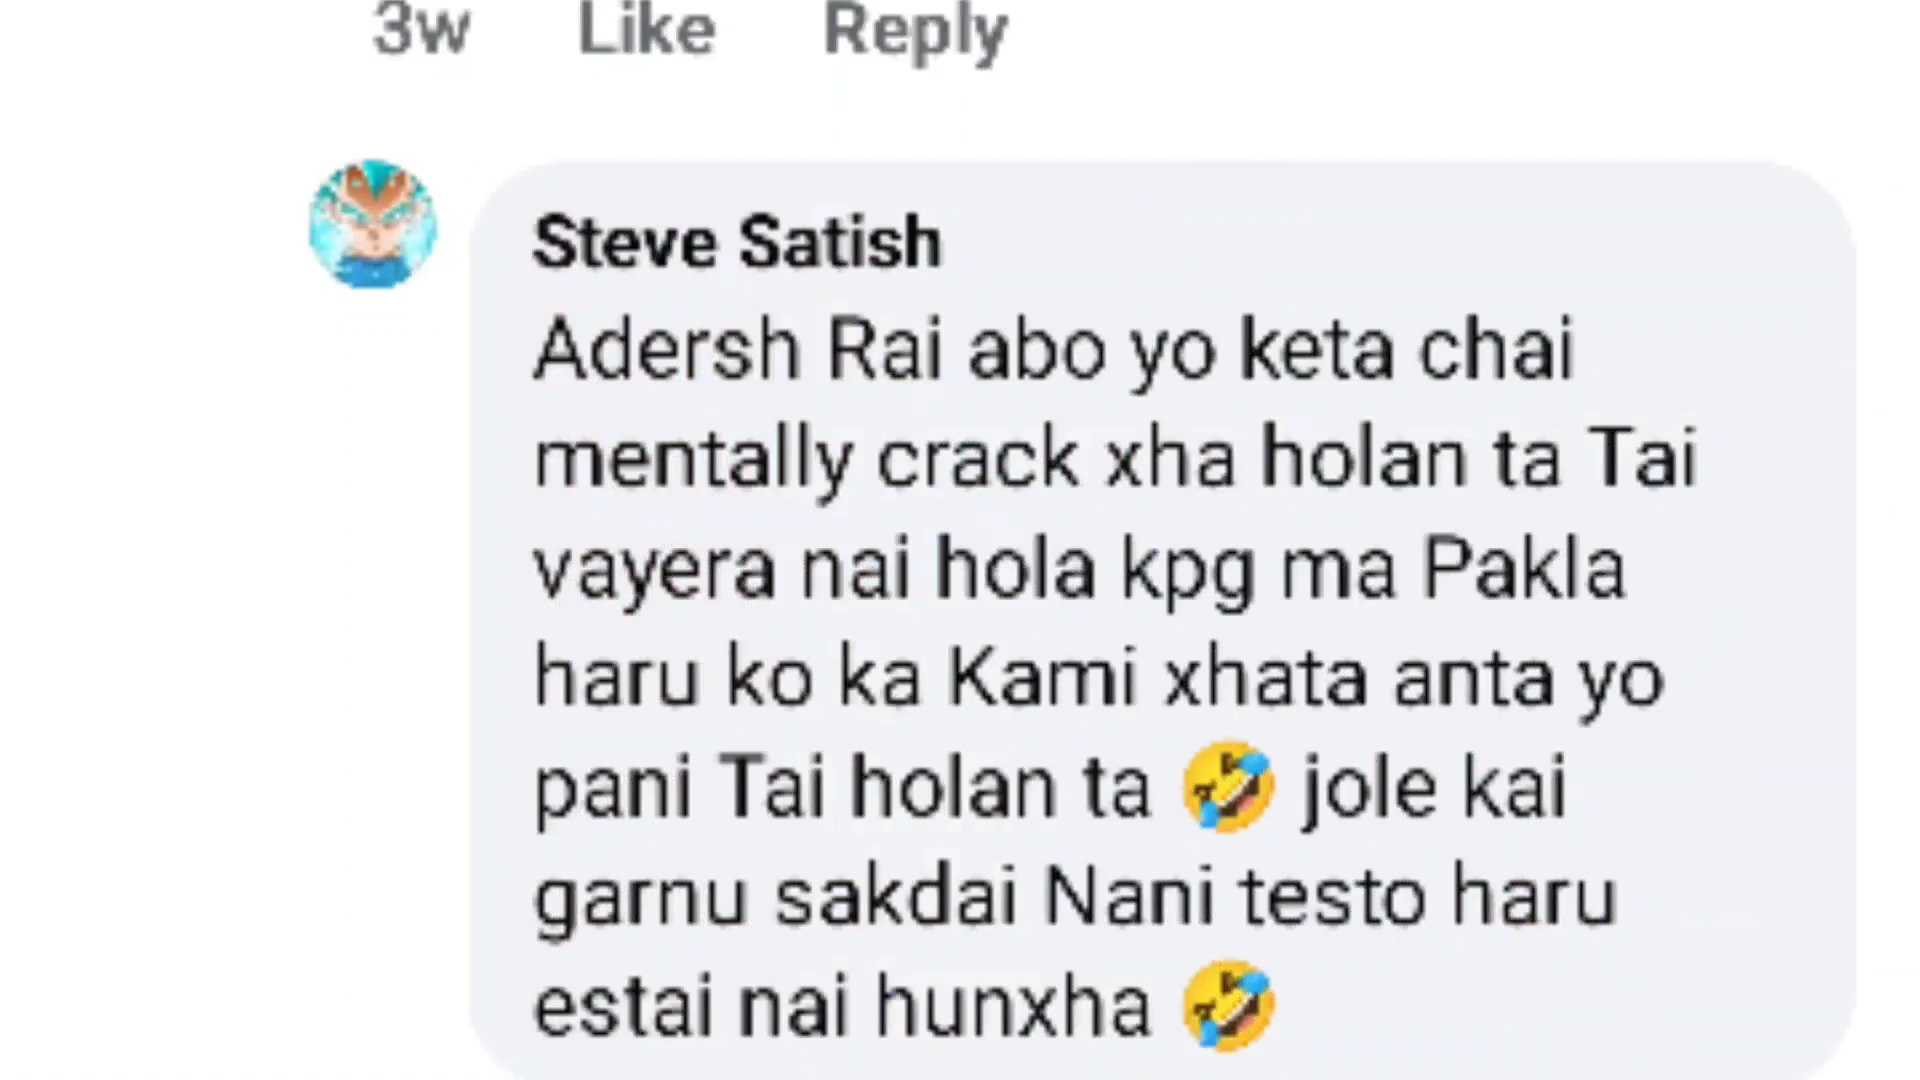 3w Like Reply
Steve Satish
Adersh Rai abo yo keta chai
mentally crack xha holan ta Tai
vayera nai hola kpg ma Pakla
haru ko ka Kami xhata anta yo
pani Tai holan ta 🤣 jole kai
garnu sakdai Nani testo haru
estai nai hunxha 🤣